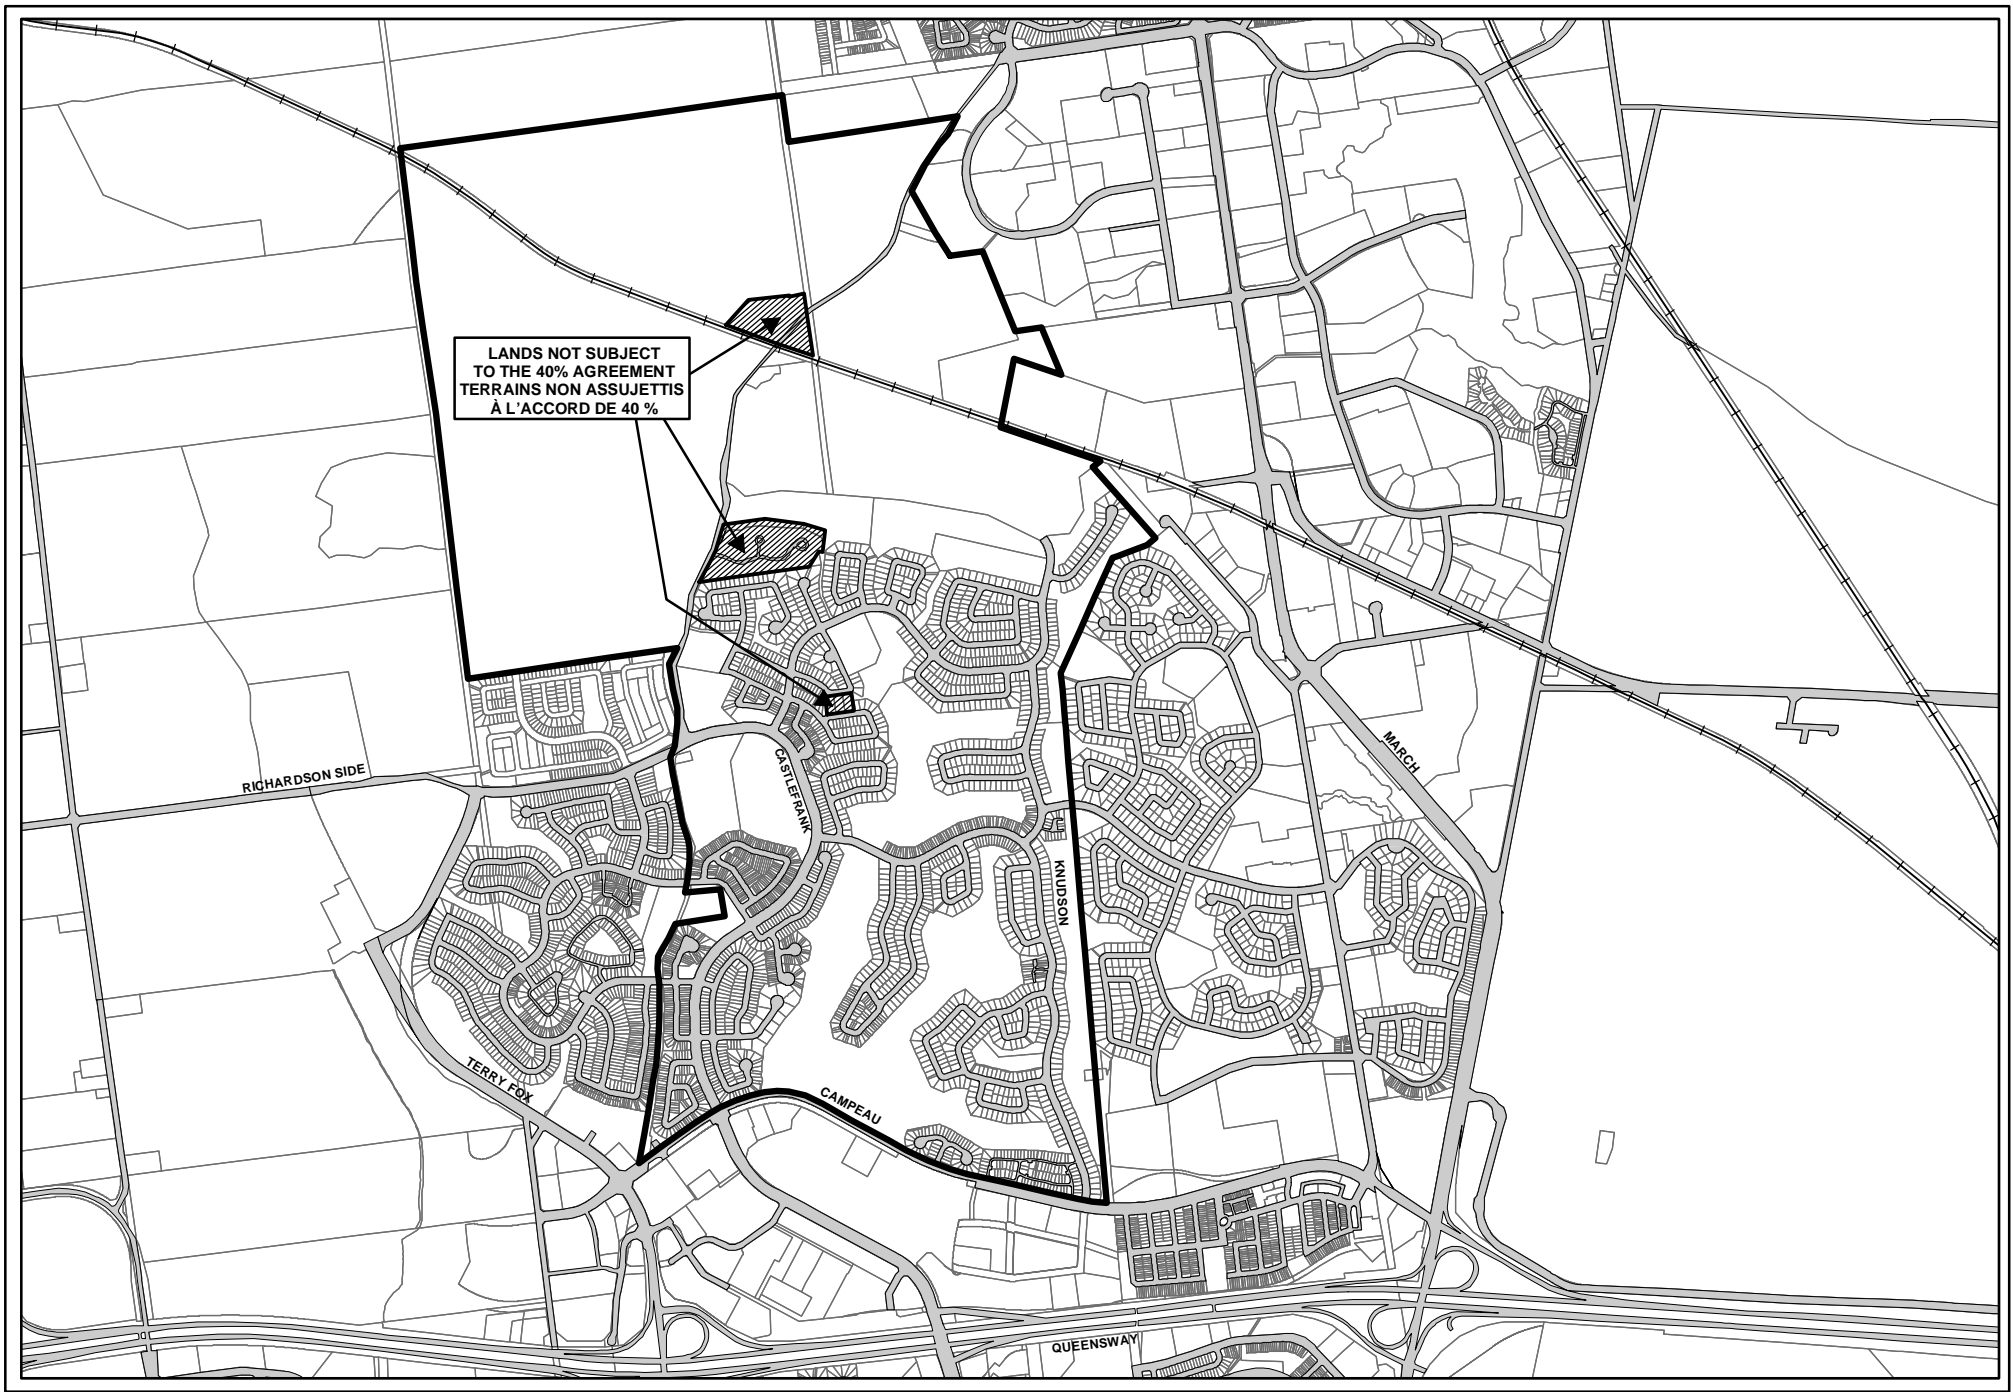 LANDS NOT SUBJECT
TO THE 40% AGREEMENT
TERRAINS NON ASSUJETTIS
À L'ACCORD DE 40 %
RICHARDSON SIDE
CASTLEFRANK
MARCH
KNUDSON
TERRY FOX
CAMPEAU
QUEENSWAY